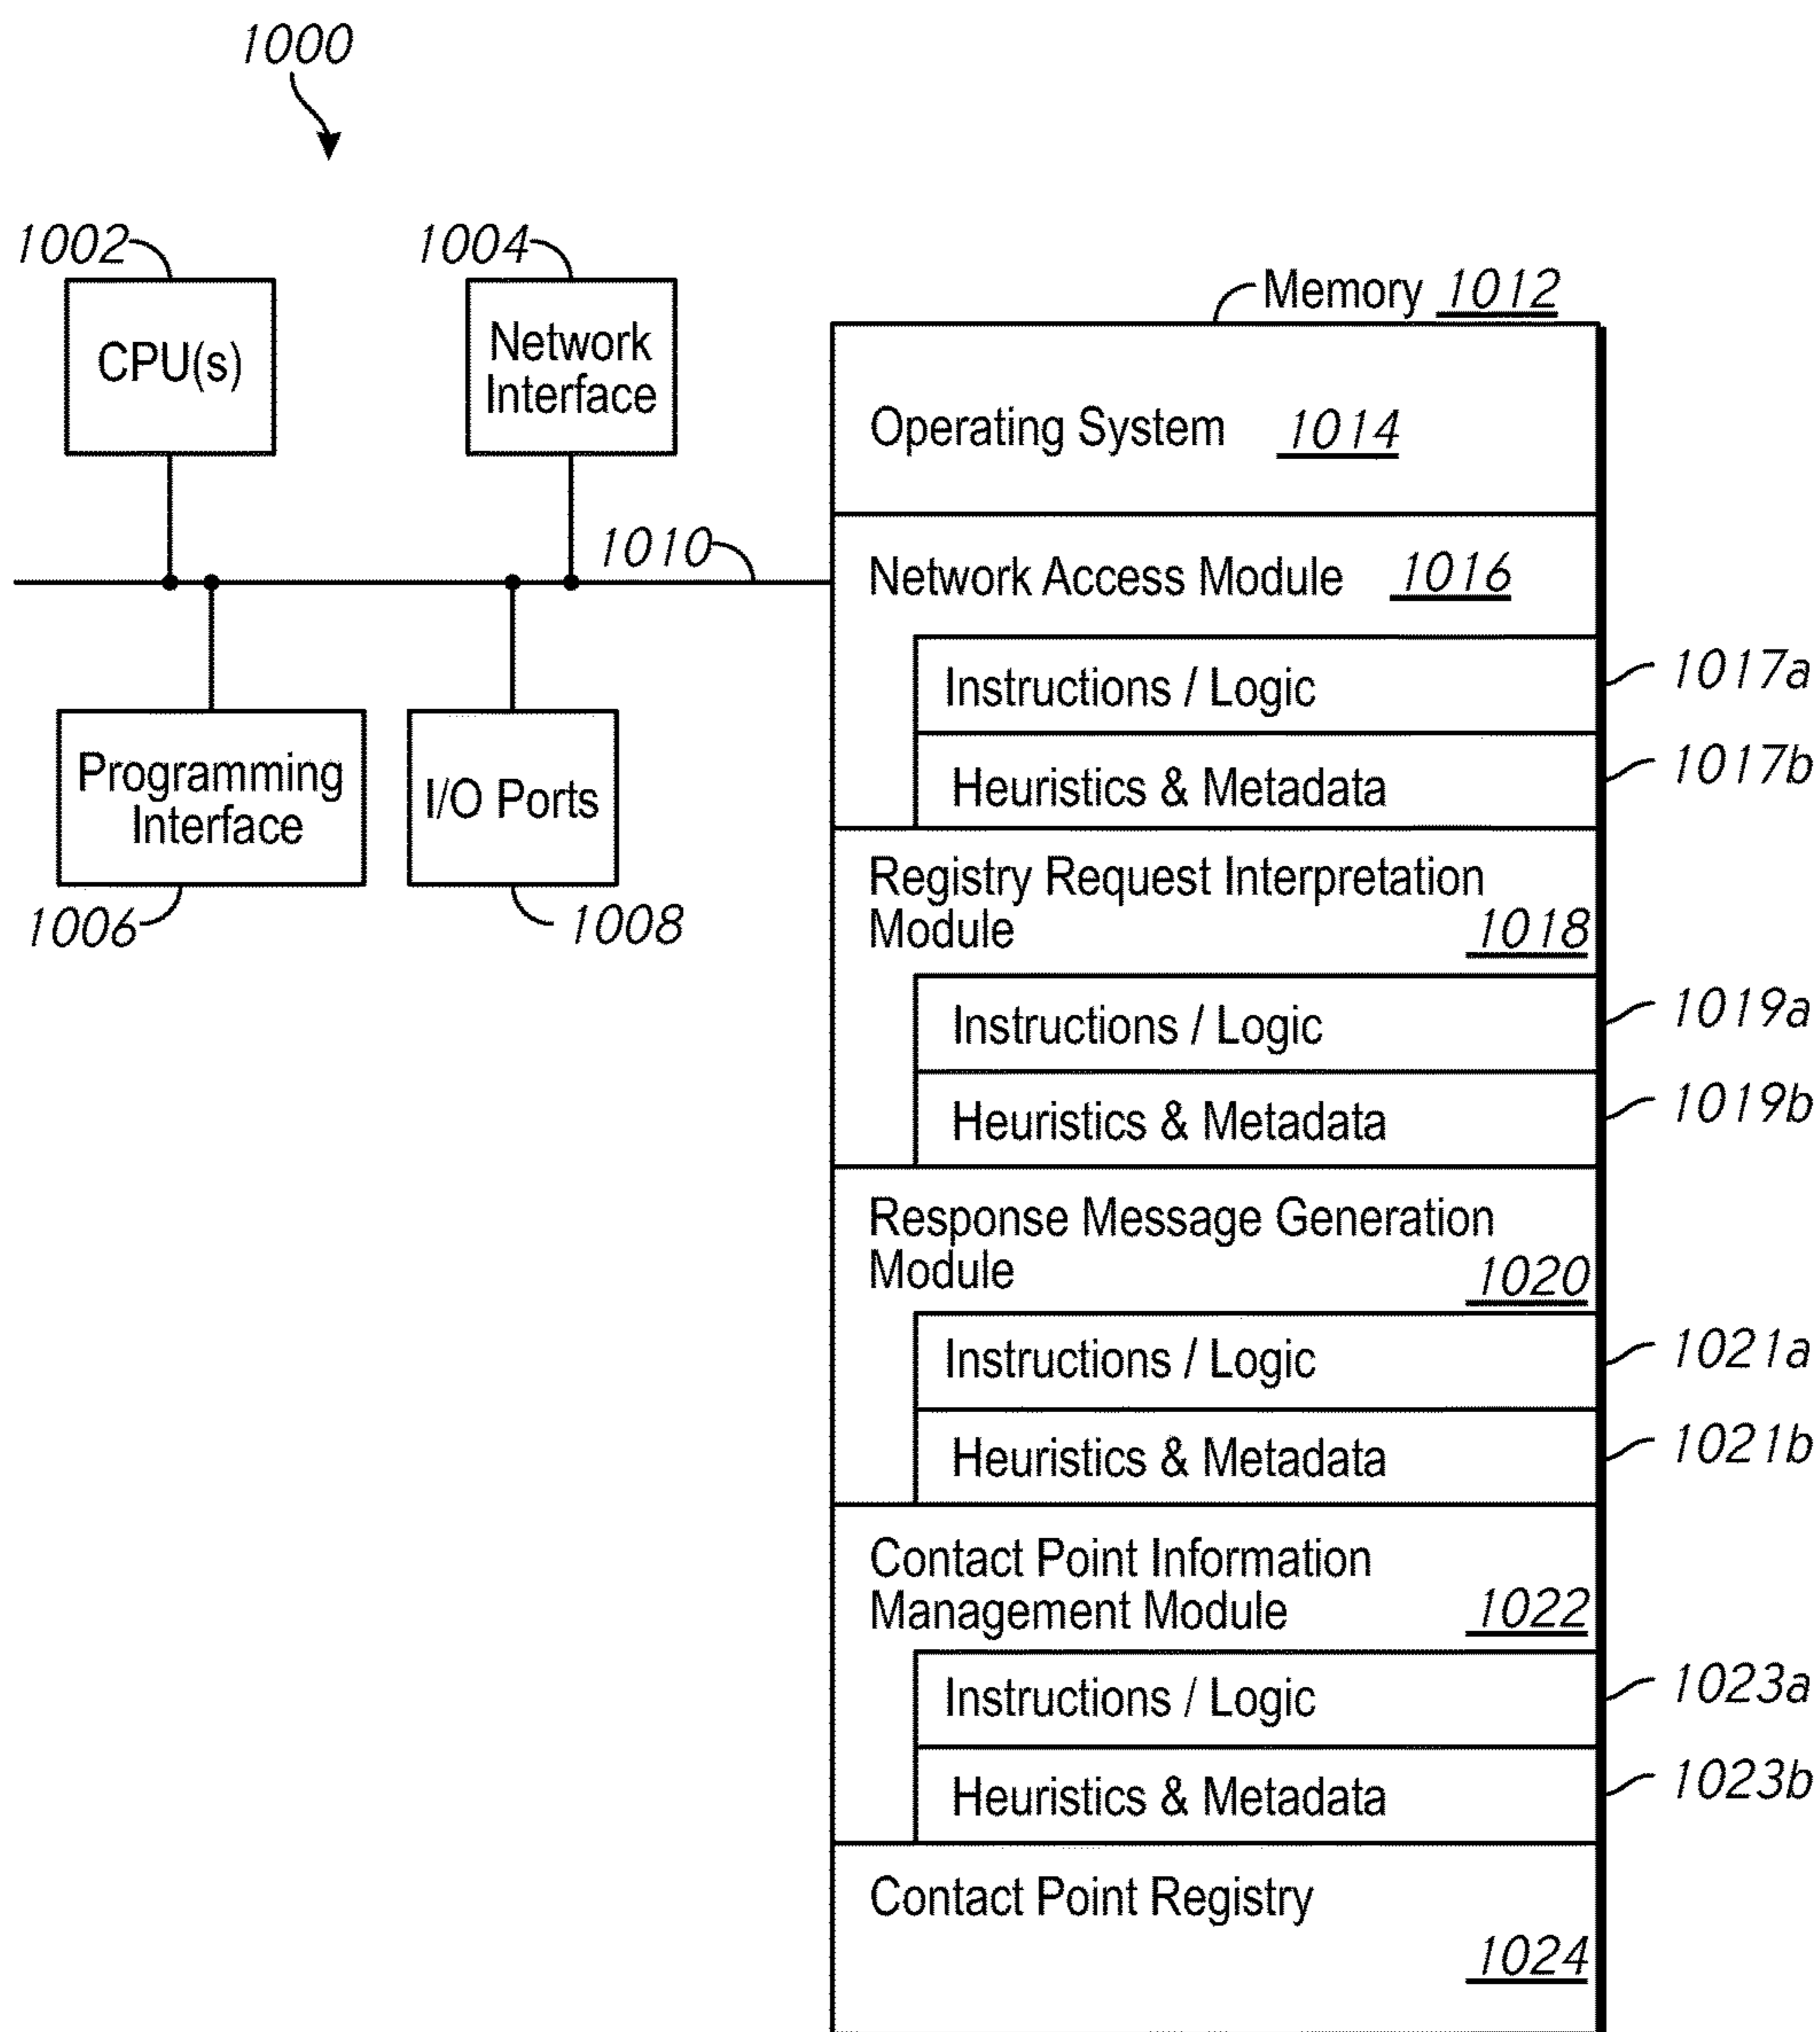 1000
1002
1004
CPU(s)
Network
Interface
1010
Programming
Interface
I/O Ports
1006
1008
Memory 1012
Operating System 1014
Network Access Module 1016
Instructions / Logic 1017a
Heuristics & Metadata 1017b
Registry Request Interpretation
Module 1018
Instructions / Logic 1019a
Heuristics & Metadata 1019b
Response Message Generation
Module 1020
Instructions / Logic 1021a
Heuristics & Metadata 1021b
Contact Point Information
Management Module 1022
Instructions / Logic 1023a
Heuristics & Metadata 1023b
Contact Point Registry
1024